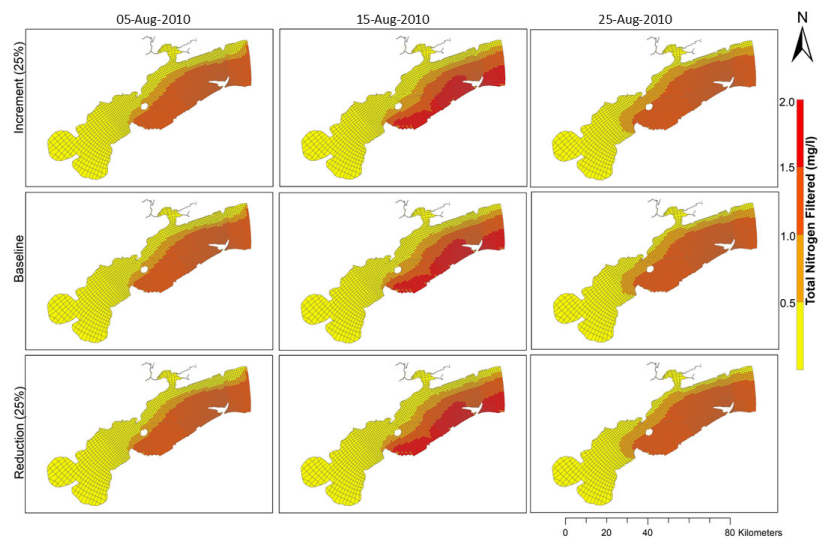 05-Aug-2010
15-Aug-2010
25-Aug-2010
N
Increment (25%)
Baseline
Reduction (25%)
2.0
1.5
1.0
0.5
Total Nitrogen Filtered (mg/l)
0 20 40 80 Kilometers